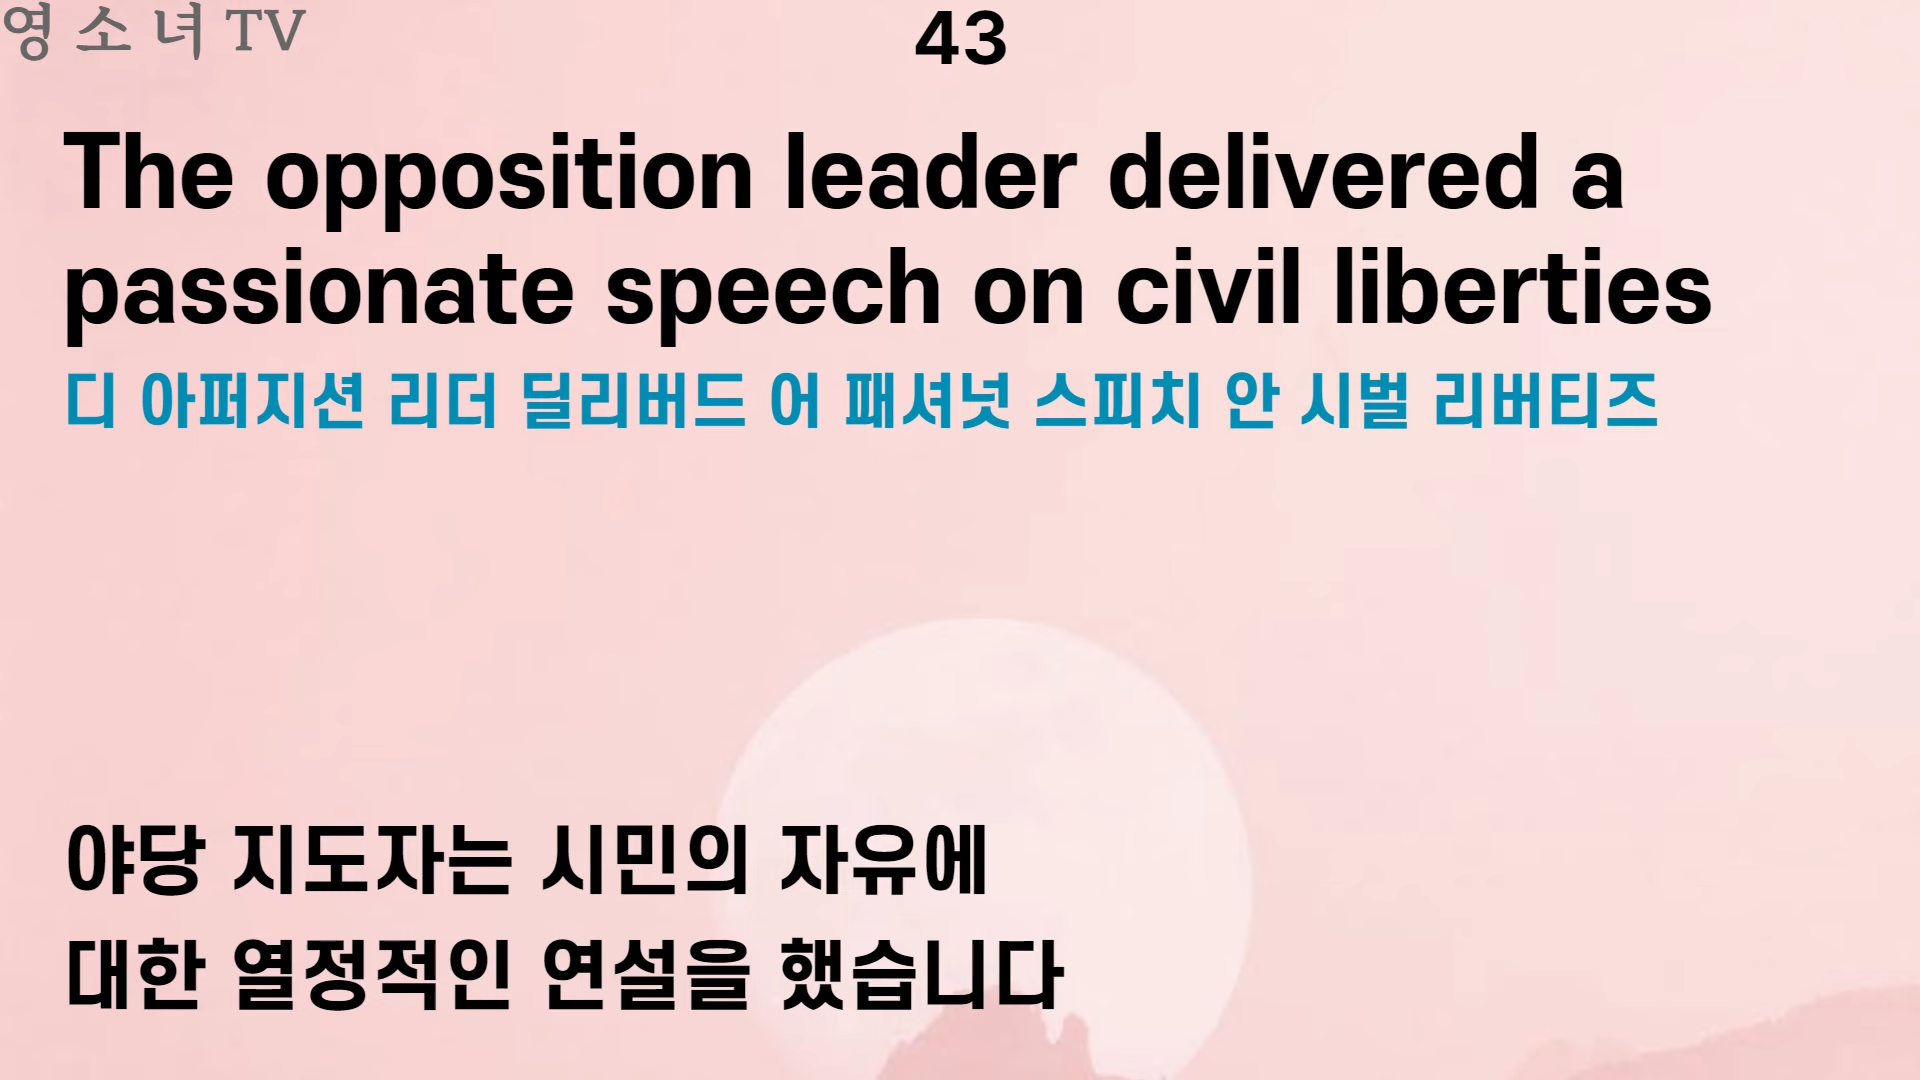 영소녀TV
43
The opposition leader delivered a
passionate speech on civil liberties
디 아퍼지션 리더 딜리버드 어 패셔넛 스피치 안 시벌 리버티즈
야당 지도자는 시민의 자유에
대한 열정적인 연설을 했습니다